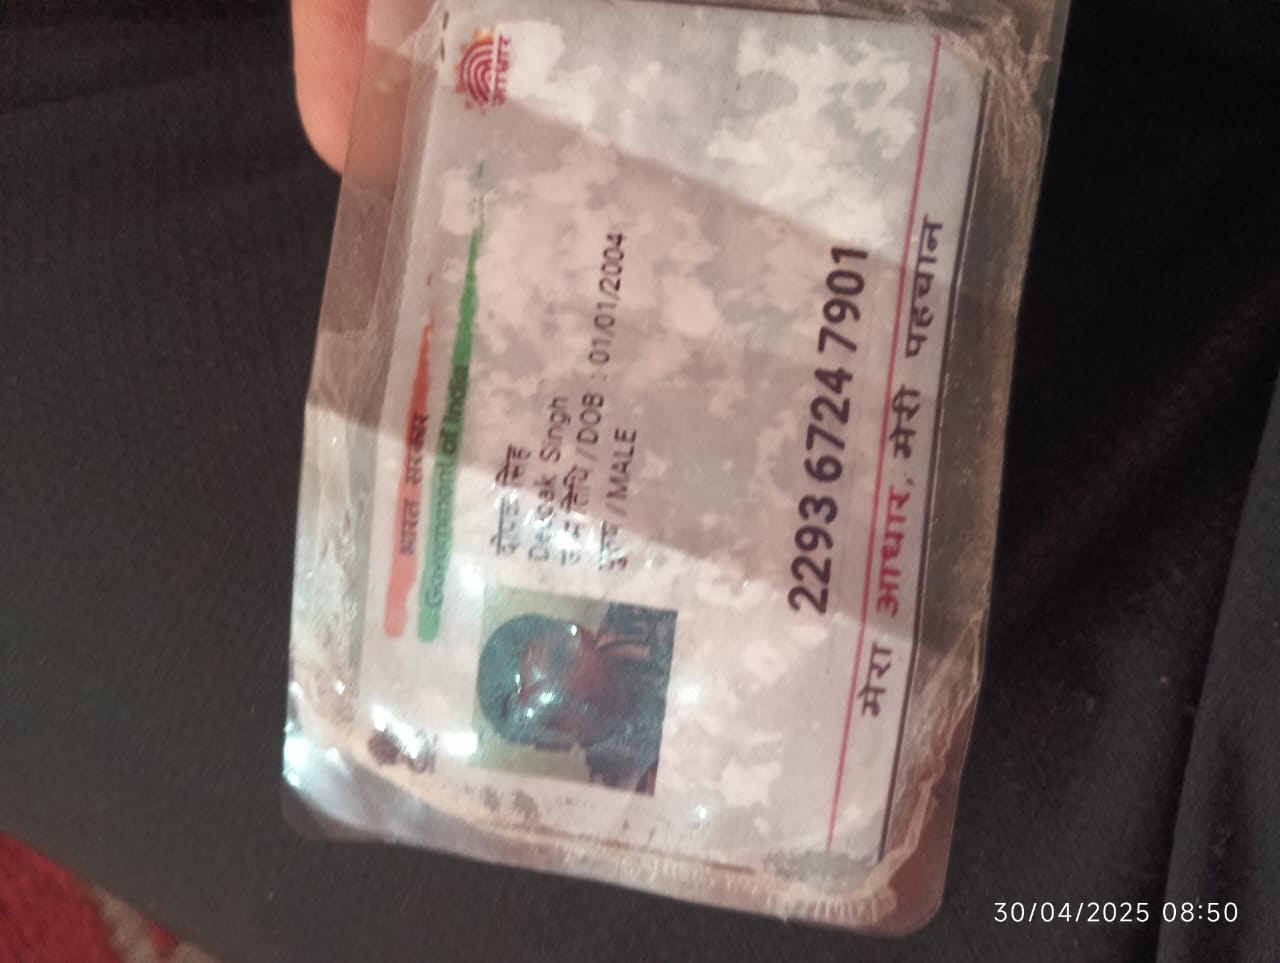 आधार
भारत सरकार
Government of India
सिंह
Deepak Singh
/DOB : 01/01/2004
/MALE
2293 6724 7901
मेरा आधार, मेरी पहचान
30/04/2025 08:50